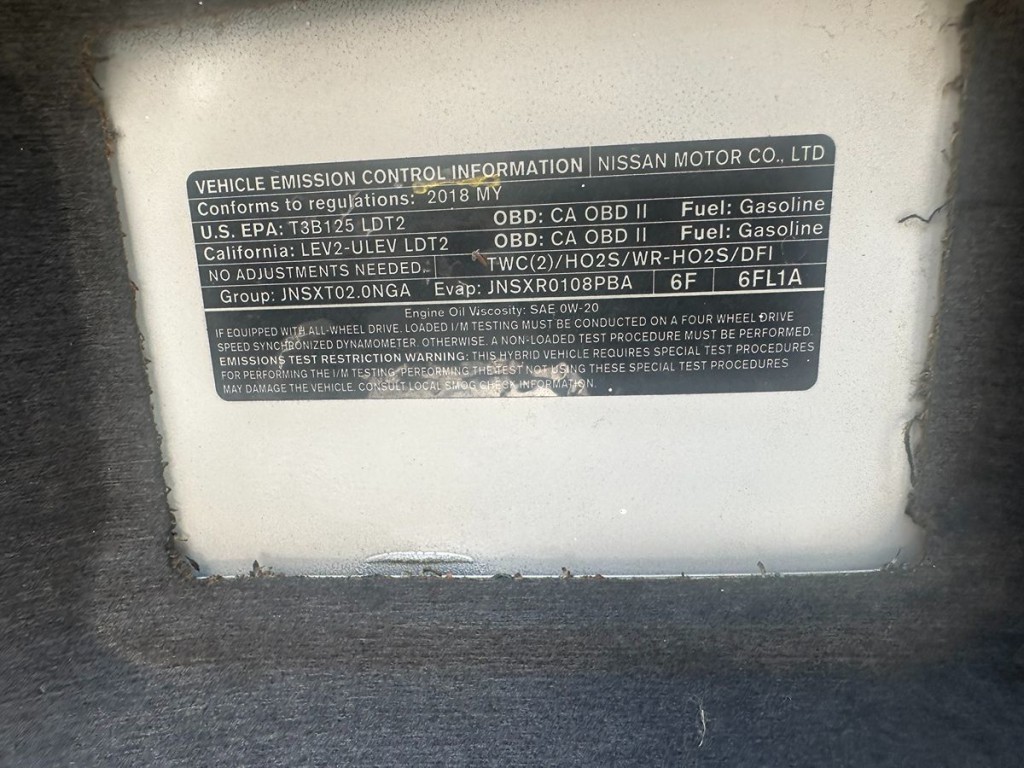 VEHICLE EMISSION CONTROL INFORMATION NISSAN MOTOR CO., LTD
Conforms to regulations: 2018 MY
U.S. EPA: T3B125 LDT2 OBD: CA OBD II Fuel: Gasoline
California: LEV2-ULEV LDT2 OBD: CA OBD II Fuel: Gasoline
NO ADJUSTMENTS NEEDED. TWC(2)/HO2S/WR-HO2S/DFI
Group: JNSXT02.0NGA Evap: JNSXR0108PBA 6F 6FL1A
Engine Oil Viscosity: SAE 0W-20
IF EQUIPPED WITH ALL-WHEEL DRIVE. LOADED I/M TESTING MUST BE CONDUCTED ON A FOUR WHEEL DRIVE
SPEED SYNCHRONIZED DYNAMOMETER. OTHERWISE. A NON-LOADED TEST PROCEDURE MUST BE PERFORMED.
EMISSIONS TEST RESTRICTION WARNING: THIS HYBRID VEHICLE REQUIRES SPECIAL TEST PROCEDURES
FOR PERFORMING THE I/M TESTING. PERFORMING THE TEST NOT USING THESE SPECIAL TEST PROCEDURES
MAY DAMAGE THE VEHICLE. CONSULT LOCAL SMOG CHECK INFORMATION.